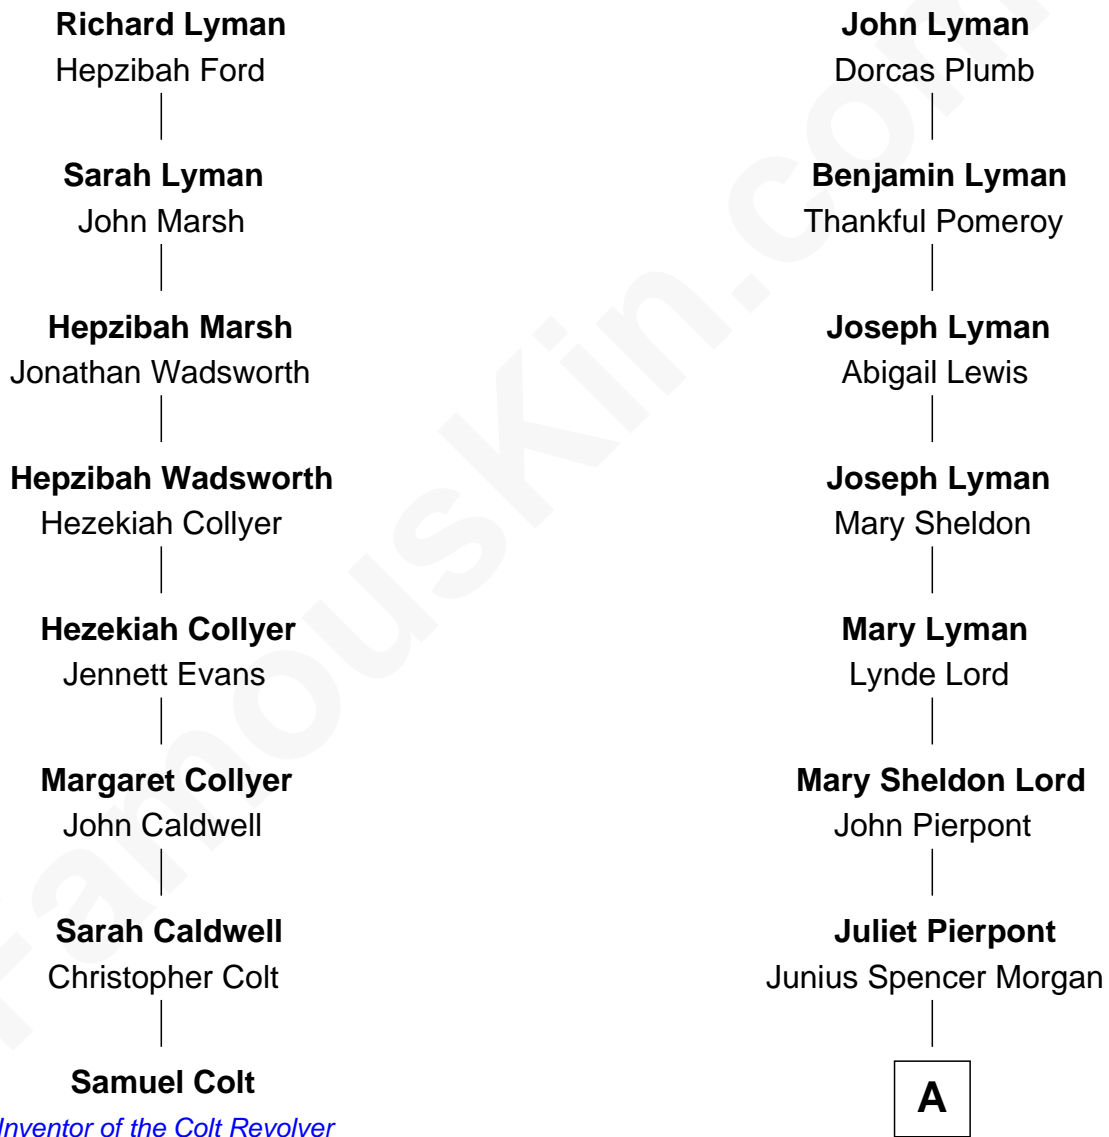 Richard Lyman
Hepzibah Ford
Sarah Lyman
John Marsh
Hepzibah Marsh
Jonathan Wadsworth
Hepzibah Wadsworth
Hezekiah Collyer
Hezekiah Collyer
Jennett Evans
Margaret Collyer
John Caldwell
Sarah Caldwell
Christopher Colt
Samuel Colt
Inventor of the Colt Revolver
John Lyman
Dorcas Plumb
Benjamin Lyman
Thankful Pomeroy
Joseph Lyman
Abigail Lewis
Joseph Lyman
Mary Sheldon
Mary Lyman
Lynde Lord
Mary Sheldon Lord
John Pierpont
Juliet Pierpont
Junius Spencer Morgan
A
FamousKin.com